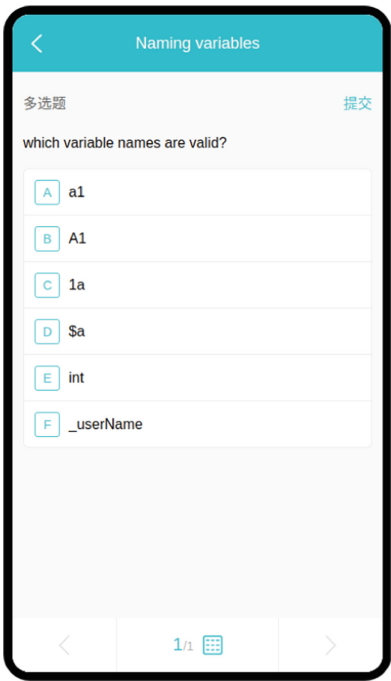 Naming variables
多选题 提交
which variable names are valid?
A a1
B A1
C 1a
D $a
E int
F _userName
1/1